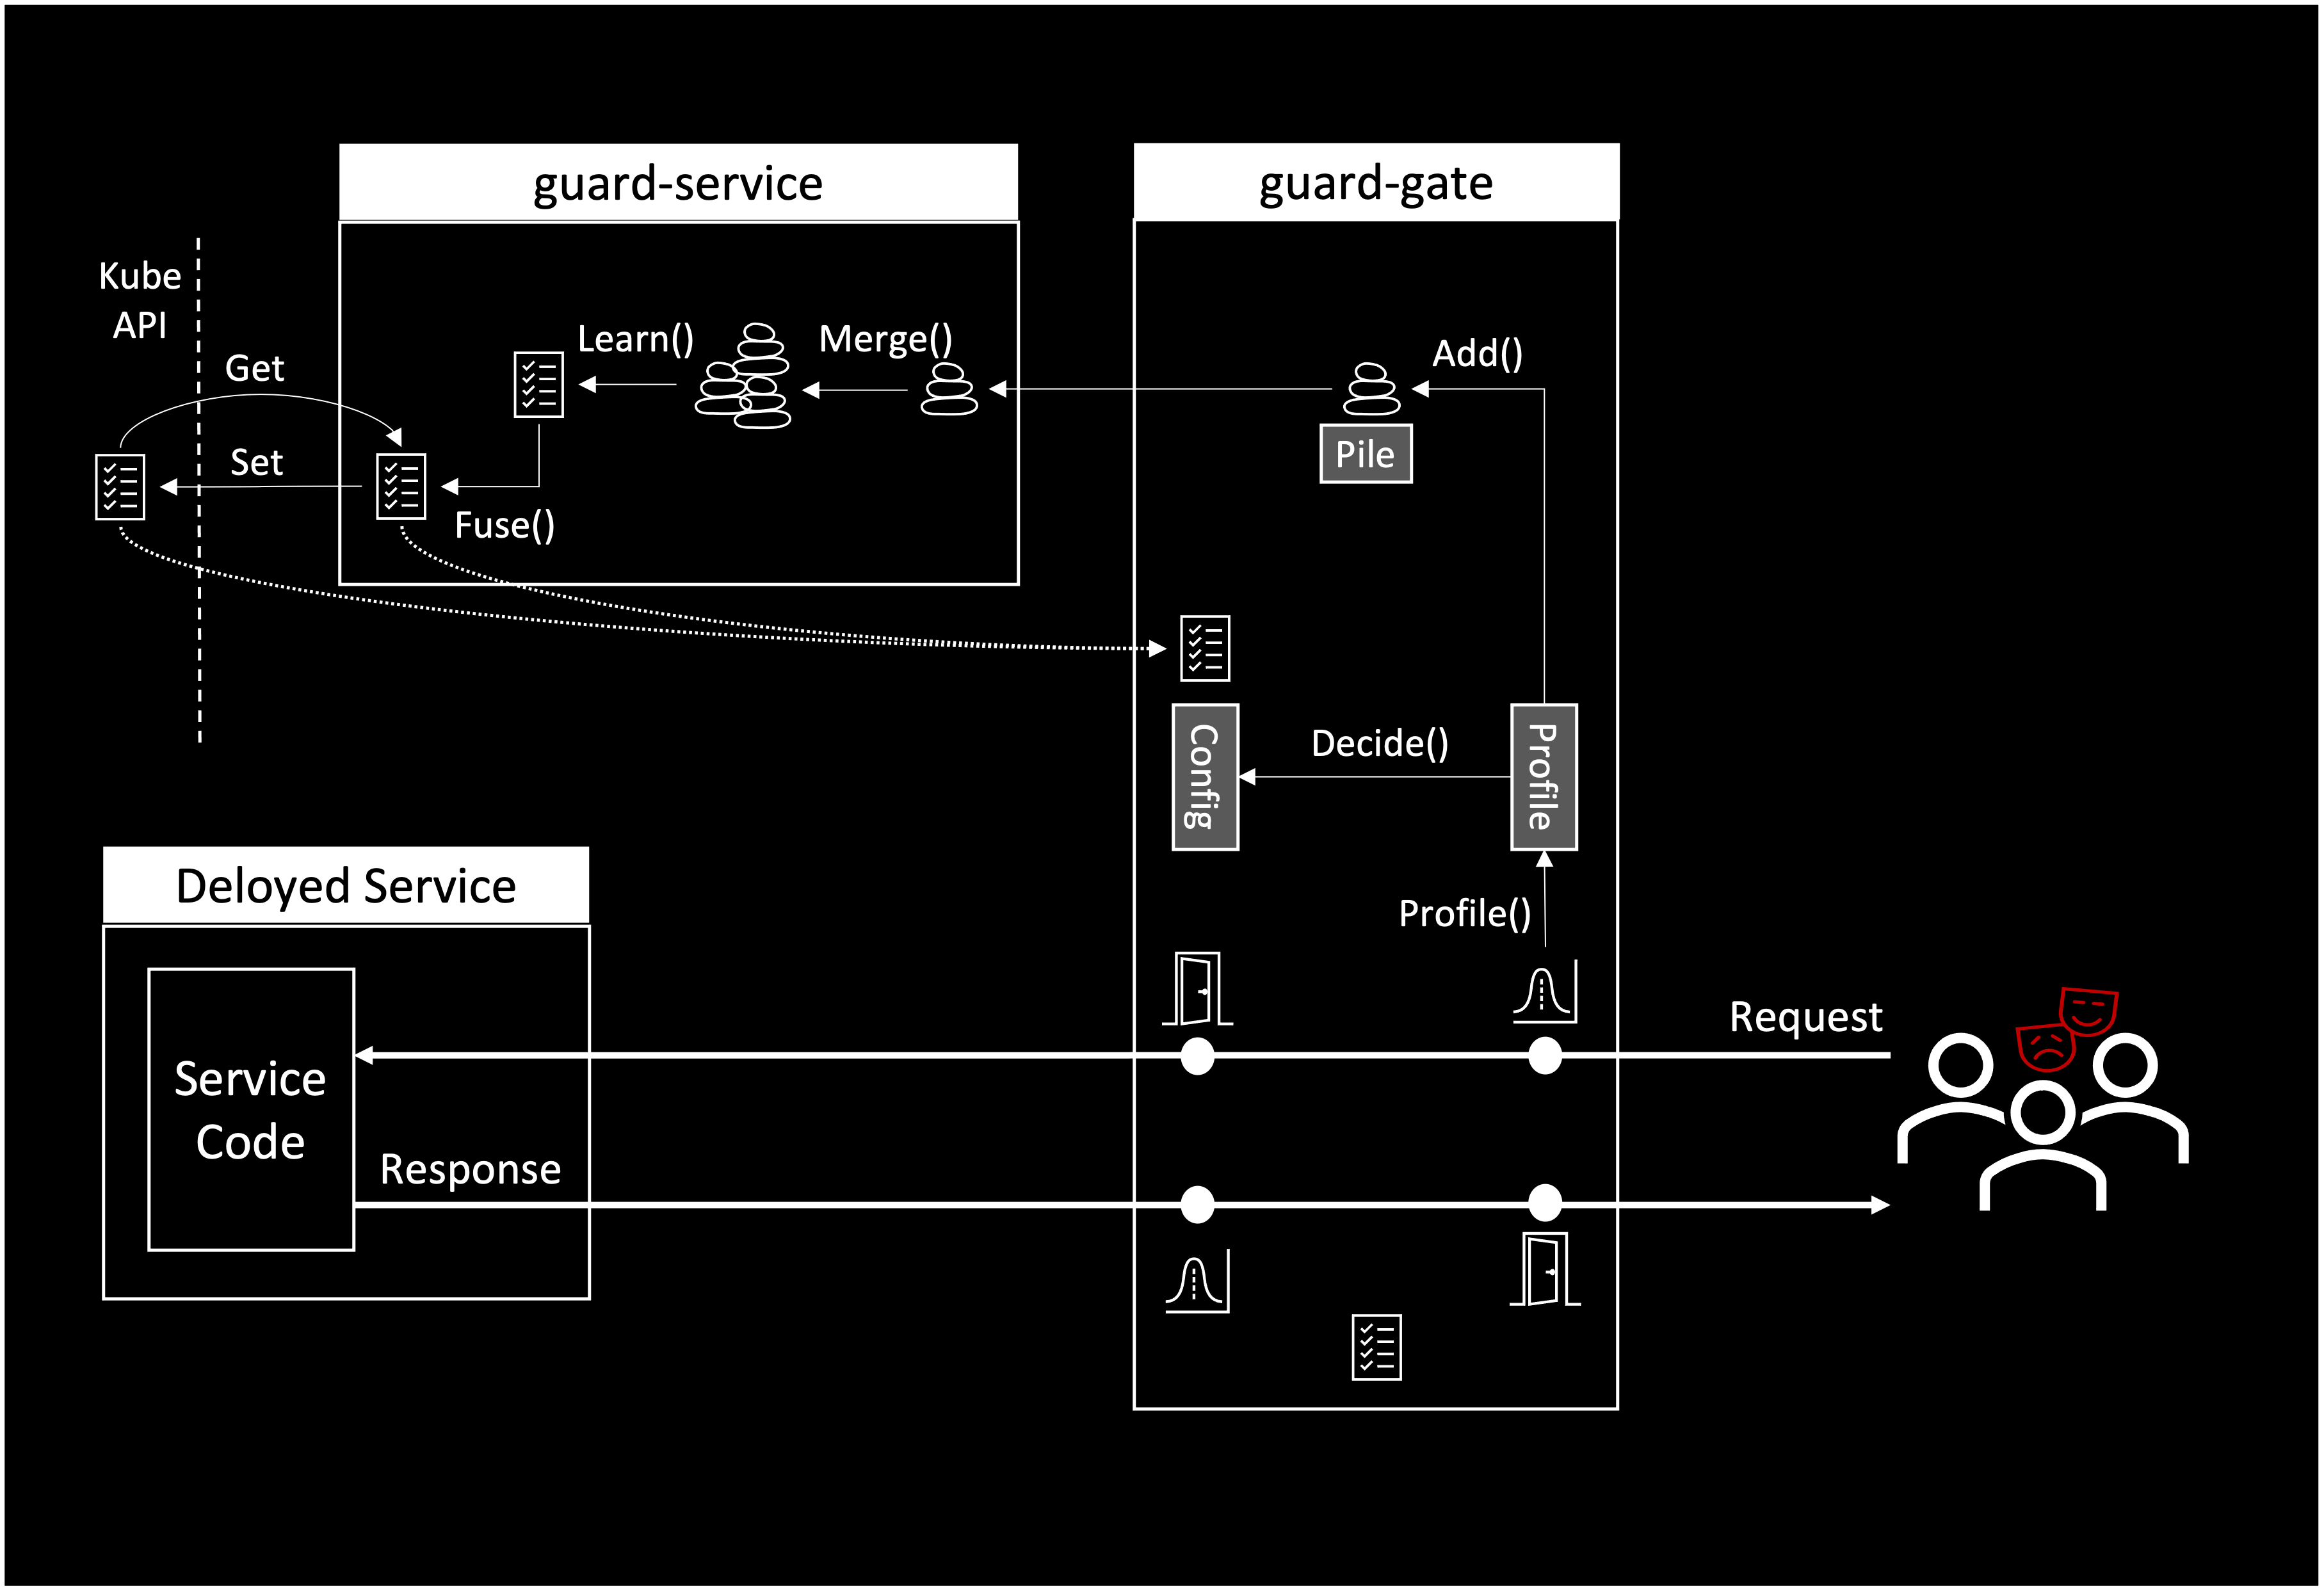 guard-service
guard-gate
Kube
API
Get
Set
Learn()
Merge()
Fuse()
Add()
Pile
Config
Decide()
Profille
Profile()
Deloyed Service
Service
Code
Request
Response